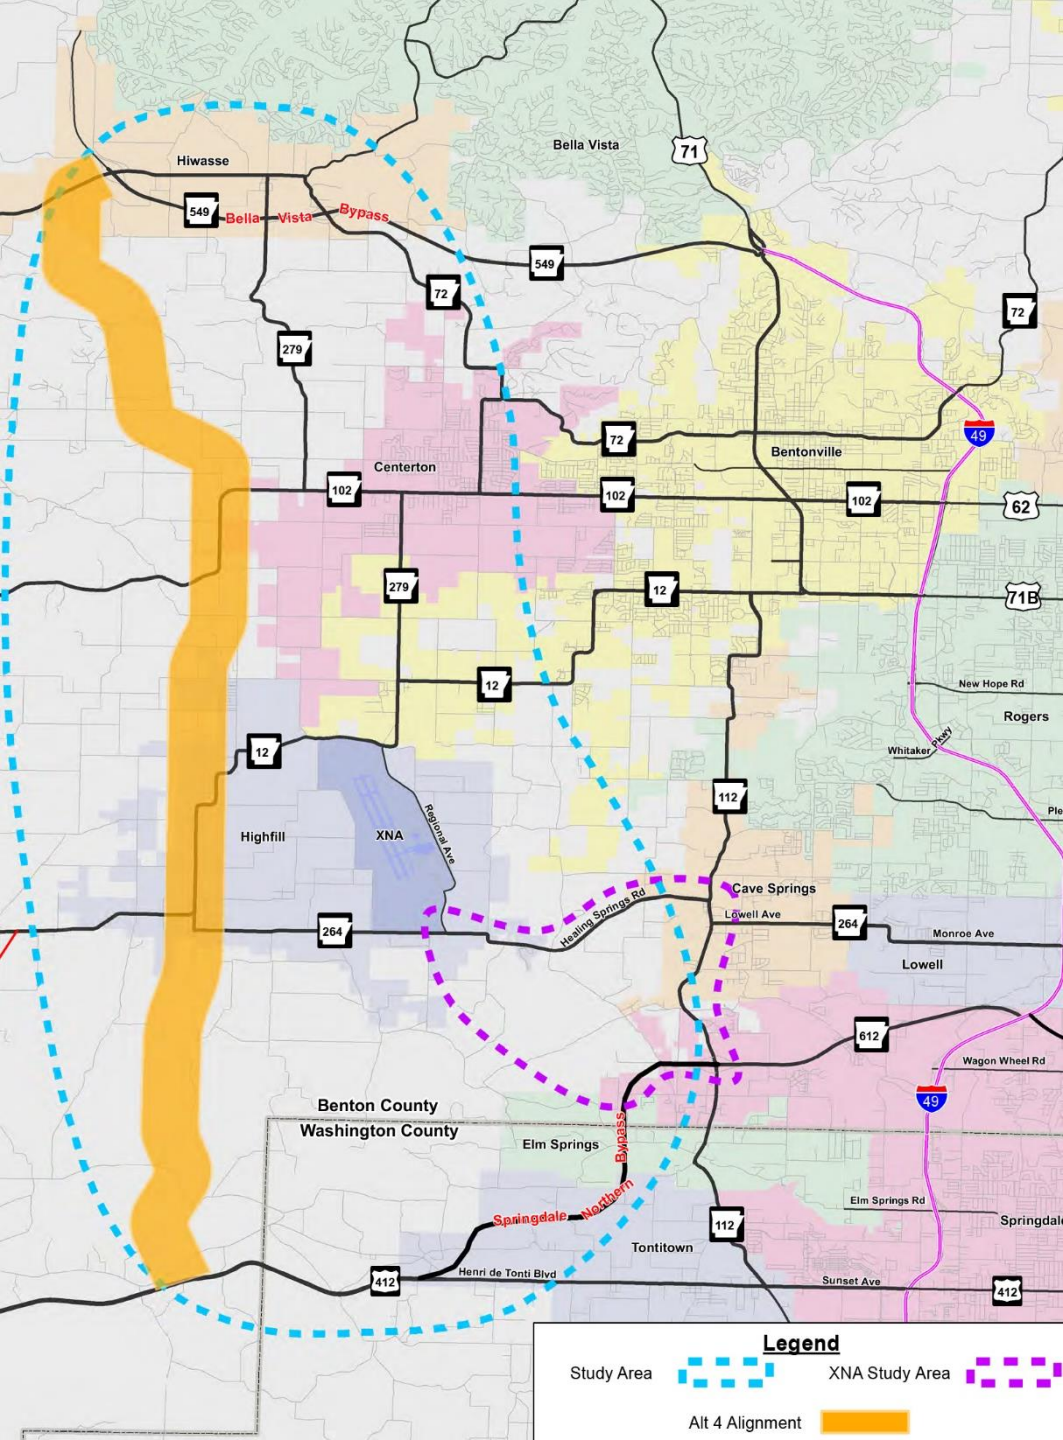 Bella Vista
71
Hiwasse
549
Bella Vista Bypass
549
72
72
279
49
72
Bentonville
Centerton
102
102
102
62
279
12
71B
12
New Hope Rd
Rogers
Whitaker Pkwy
12
112
Ple
Regional Ave
Highfill
XNA
Cave Springs
Healing Springs Rd
Lowell Ave
264
264
Monroe Ave
Lowell
612
Wagon Wheel Rd
49
Benton County
Washington County
Elm Springs
Springdale Northern Bypass
Elm Springs Rd
112
Springdal
Tontitown
Henri de Tonti Blvd
412
Sunset Ave
412
Legend
Study Area
XNA Study Area
Alt 4 Alignment